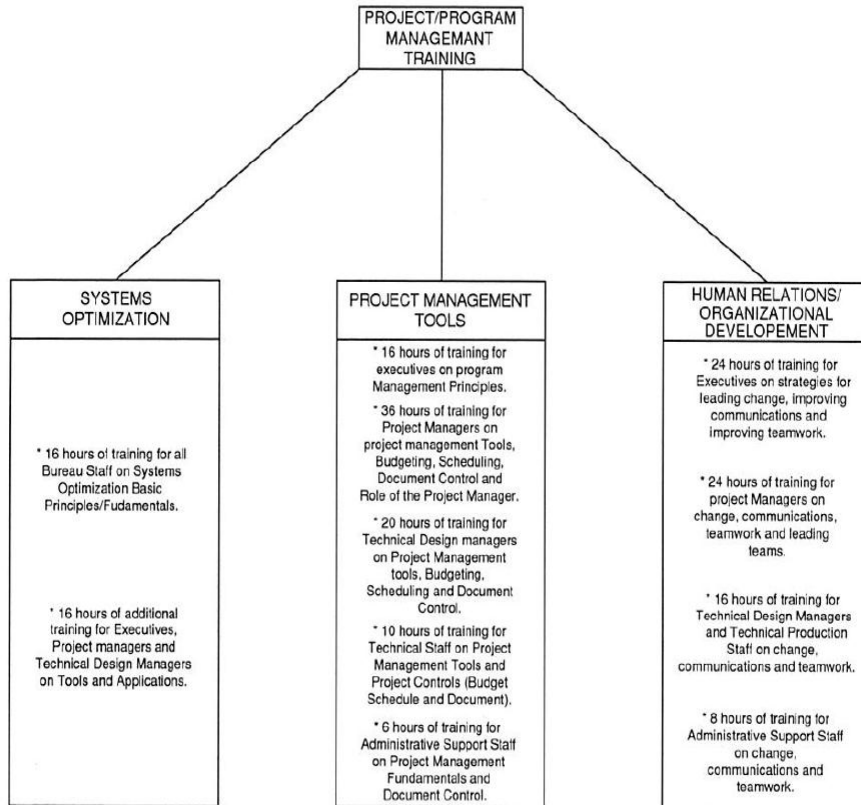 PROJECT/PROGRAM
MANAGEMANT
TRAINING
SYSTEMS
OPTIMIZATION
* 16 hours of training for all
Bureau Staff on Systems
Optimization Basic
Principles/Fudamentals.
* 16 hours of additional
training for Executives,
Project managers and
Technical Design Managers
on Tools and Applications.
PROJECT MANAGEMENT
TOOLS
* 16 hours of training for
executives on program
Management Principles.
* 36 hours of training for
Project Managers on
project management Tools,
Budgeting, Scheduling,
Document Control and
Role of the Project Manager.
* 20 hours of training for
Technical Design managers
on Project Management
tools, Budgeting,
Scheduling and Document
Control.
* 10 hours of training for
Technical Staff on Project
Management Tools and
Project Controls (Budget
Schedule and Document).
* 6 hours of training for
Administrative Support Staff
on Project Management
Fundamentals and
Document Control.
HUMAN RELATIONS/
ORGANIZATIONAL
DEVELOPEMENT
* 24 hours of training for
Executives on strategies for
leading change, improving
communications and
improving teamwork.
* 24 hours of training for
project Managers on
change, communications,
teamwork and leading
teams.
* 16 hours of training for
Technical Design Managers
and Technical Production
Staff on change,
communications and teamwork.
* 8 hours of training for
Administrative Support Staff
on change,
communications and
teamwork.